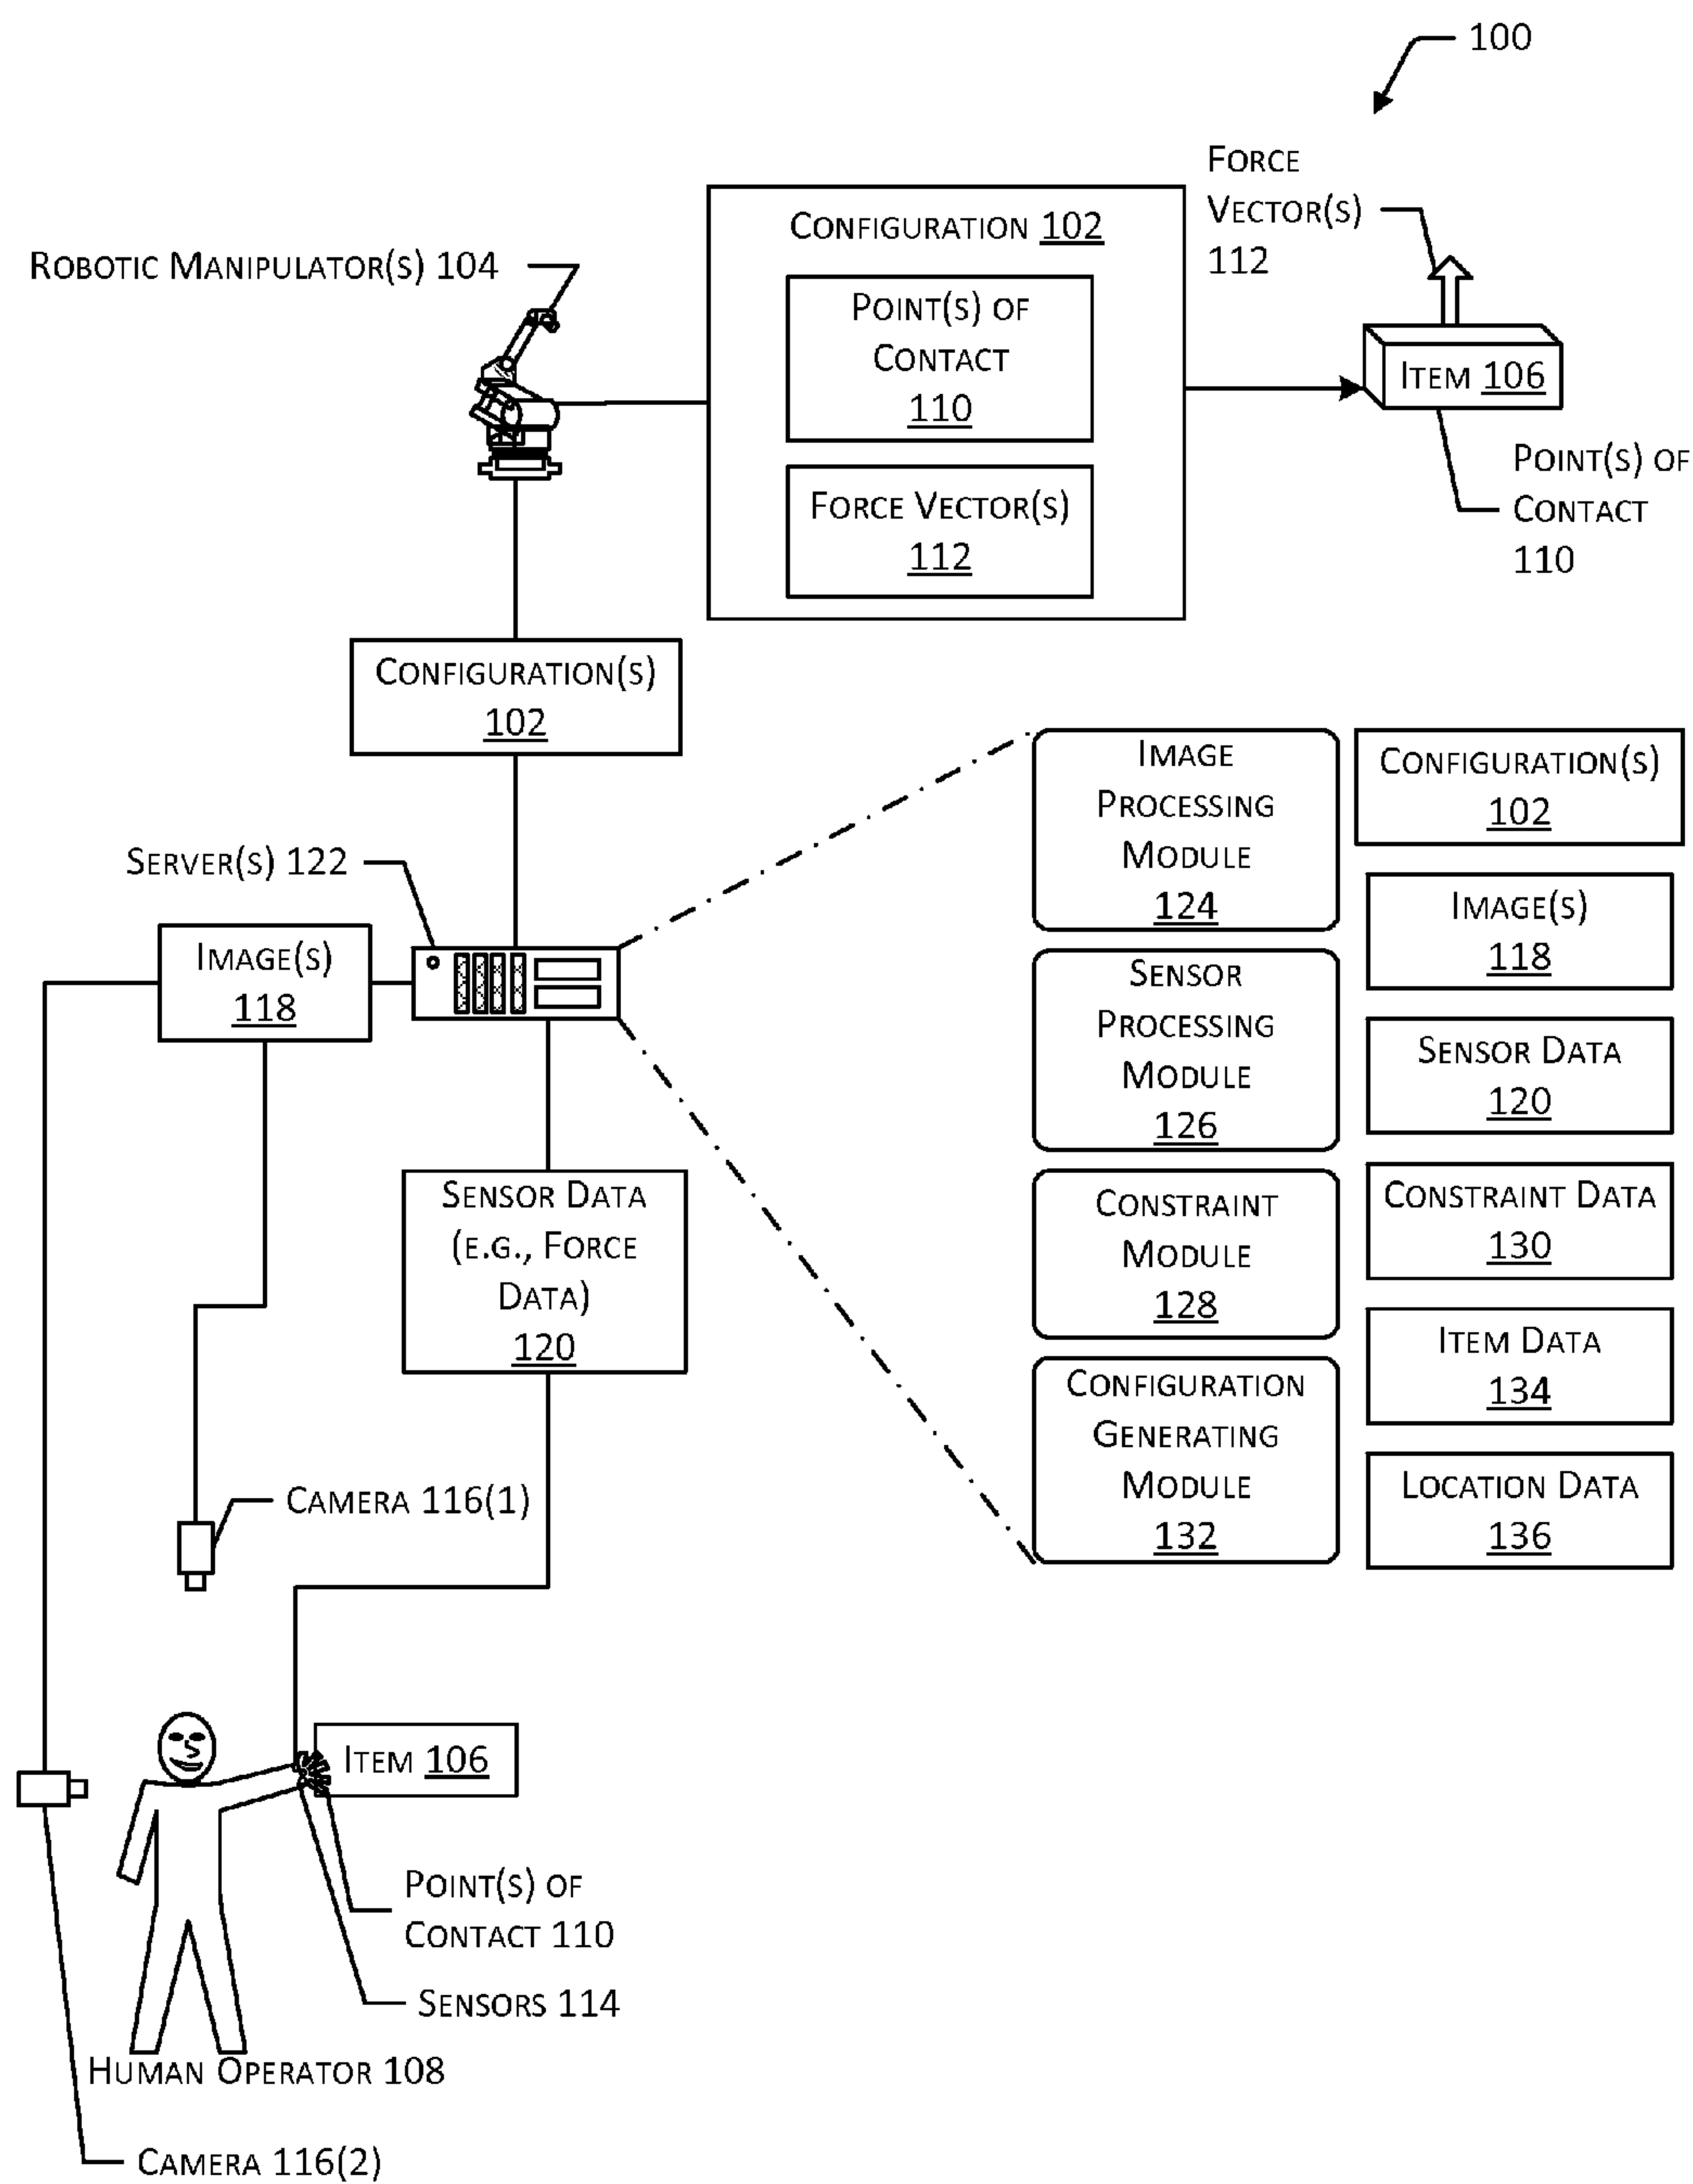 100
FORCE
VECTOR(S)
112
ROBOTIC MANIPULATOR(S) 104
CONFIGURATION 102
POINT(S) OF
CONTACT
110
FORCE VECTOR(S)
112
ITEM 106
POINT(S) OF
CONTACT
110
CONFIGURATION(S)
102
SERVER(S) 122
IMAGE(S)
118
SENSOR DATA
(E.G., FORCE
DATA)
120
IMAGE
PROCESSING
MODULE
124
SENSOR
PROCESSING
MODULE
126
CONSTRAINT
MODULE
128
CONFIGURATION
GENERATING
MODULE
132
CONFIGURATION(S)
102
IMAGE(S)
118
SENSOR DATA
120
CONSTRAINT DATA
130
ITEM DATA
134
LOCATION DATA
136
CAMERA 116(1)
ITEM 106
POINT(S) OF
CONTACT 110
SENSORS 114
HUMAN OPERATOR 108
CAMERA 116(2)